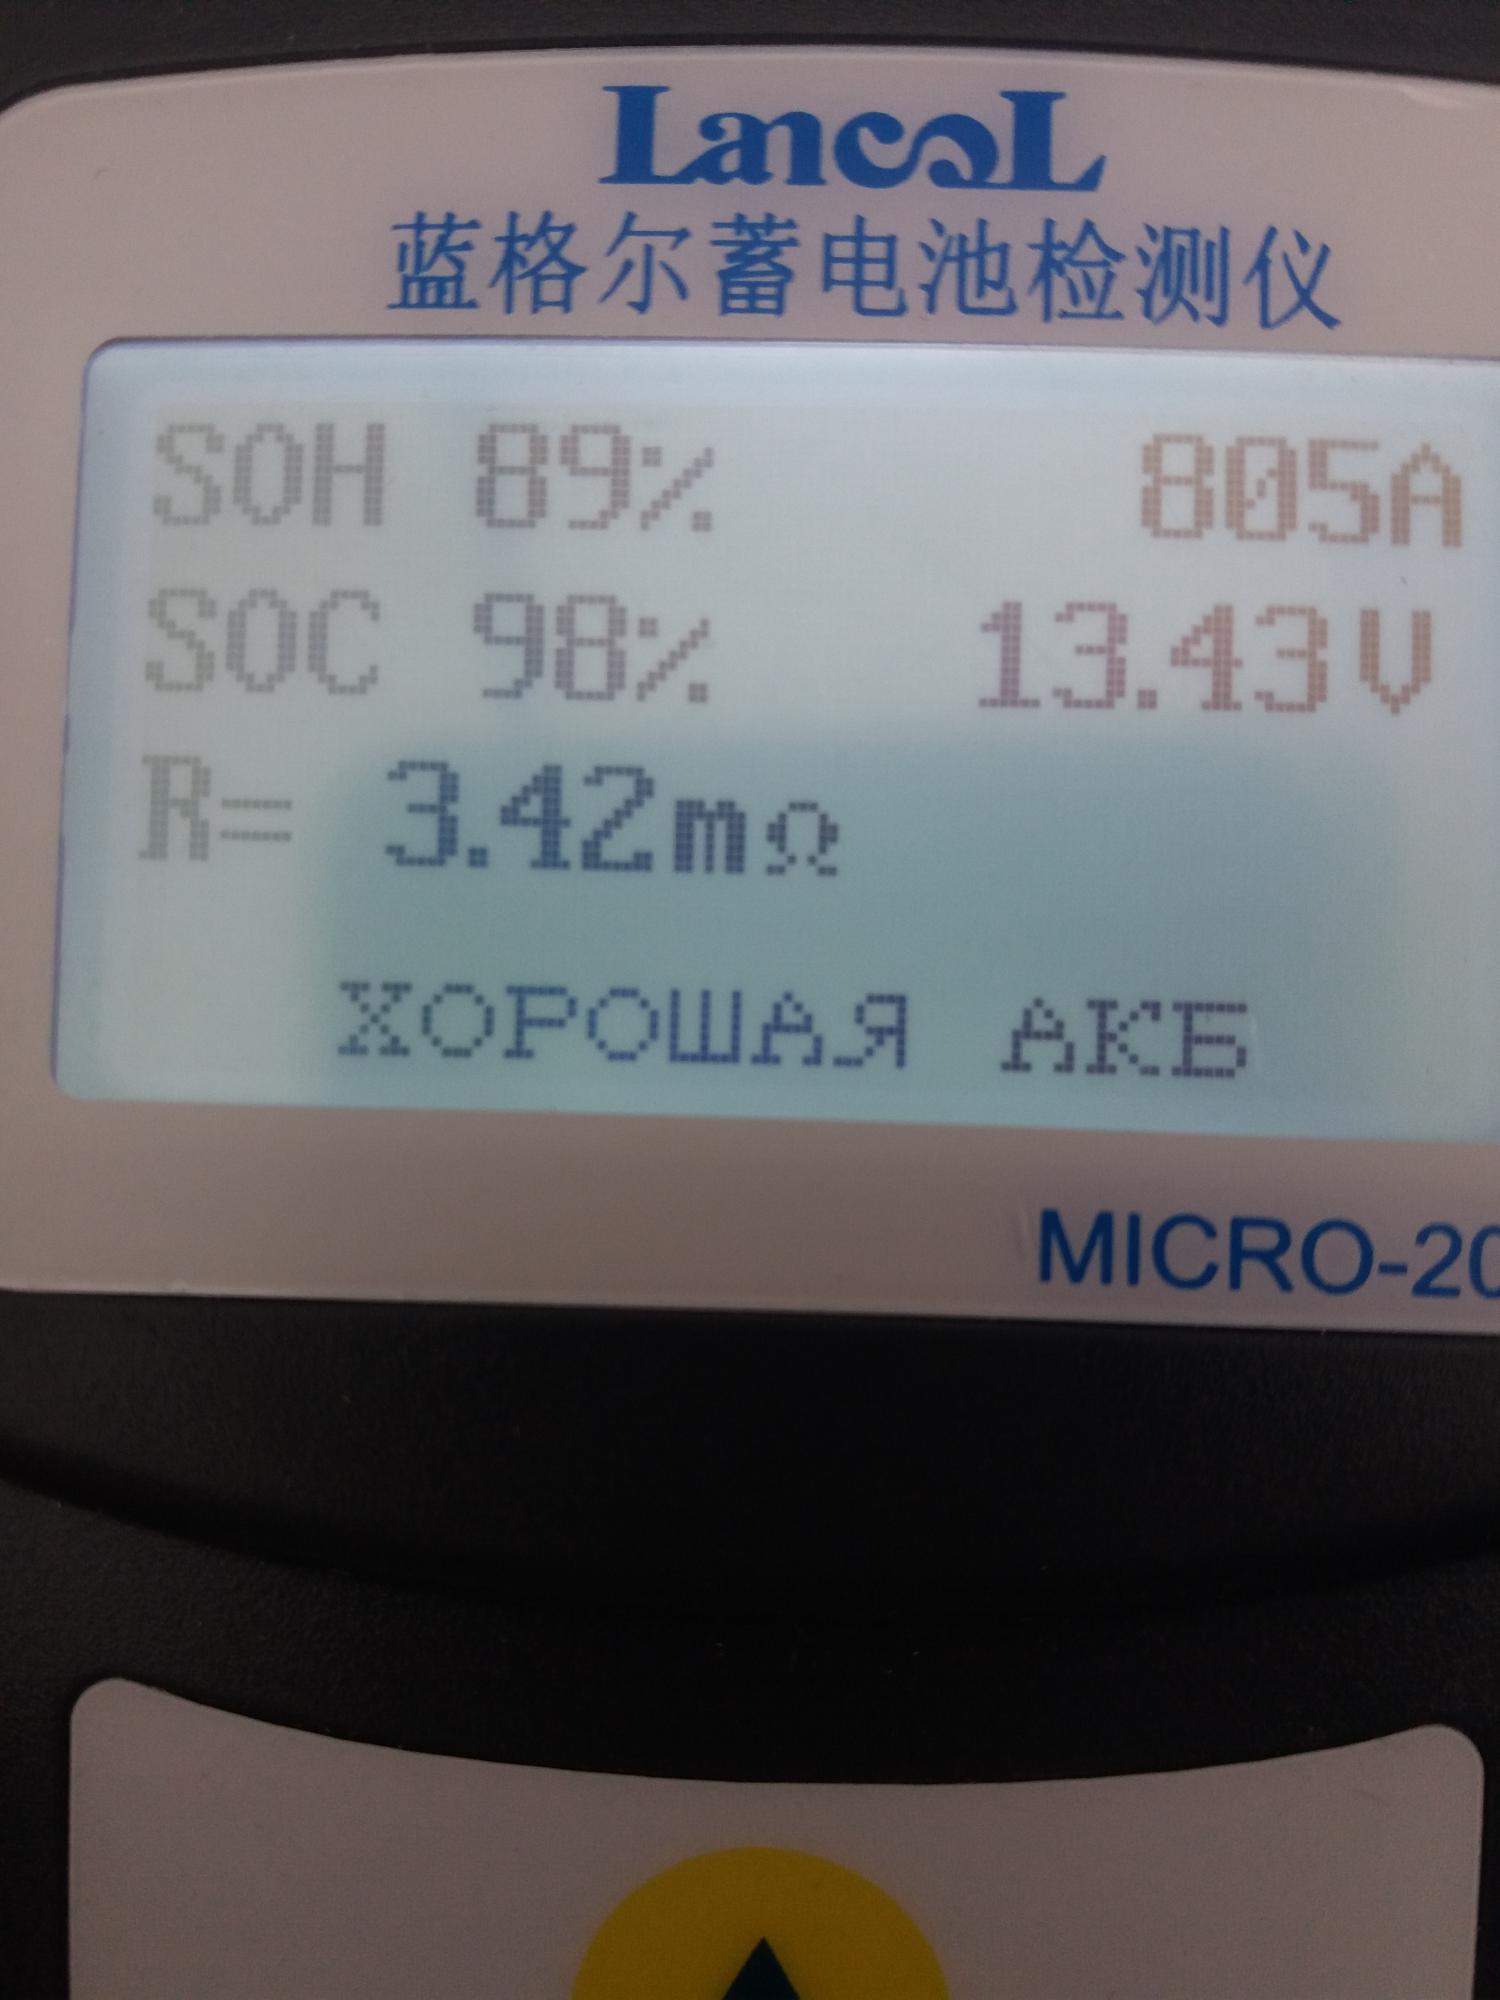 Lancol
蓝格尔蓄电池检测仪
SOH 89% 805A
SOC 98% 13.43V
R= 3.42mΩ
ХОРОШАЯ АКБ
MICRO-20